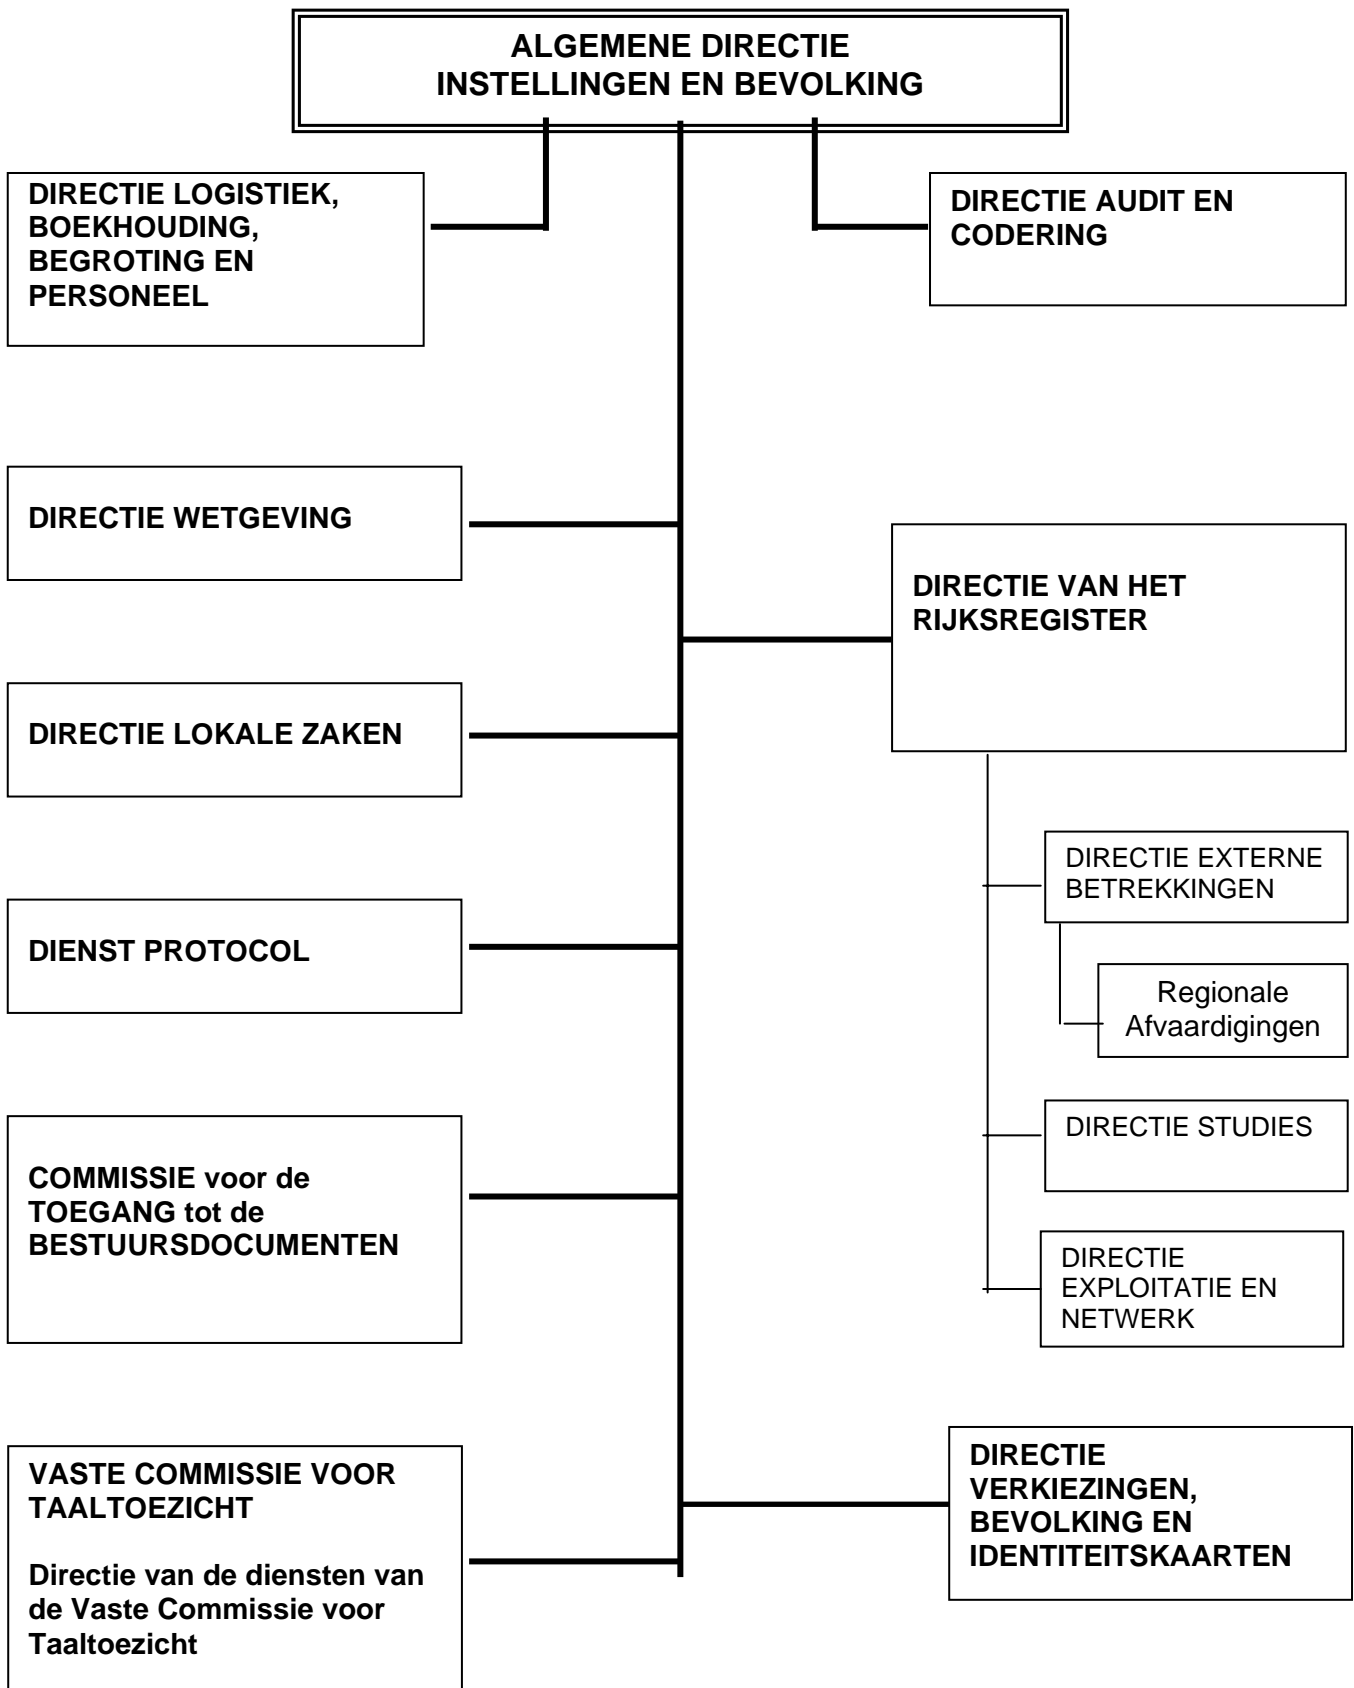 ALGEMENE DIRECTIE
INSTELLINGEN EN BEVOLKING
DIRECTIE LOGISTIEK,
BOEKHOUDING,
BEGROTING EN
PERSONEEL
DIRECTIE AUDIT EN
CODERING
DIRECTIE WETGEVING
DIRECTIE VAN HET
RIJKSREGISTER
DIRECTIE LOKALE ZAKEN
DIRECTIE EXTERNE
BETREKKINGEN
DIENST PROTOCOL
Regionale
Afvaardigingen
DIRECTIE STUDIES
COMMISSIE voor de
TOEGANG tot de
BESTUURSDOCUMENTEN
DIRECTIE
EXPLOITATIE EN
NETWERK
VASTE COMMISSIE VOOR
TAALTOEZICHT
Directie van de diensten van
de Vaste Commissie voor
Taaltoezicht
DIRECTIE
VERKIEZINGEN,
BEVOLKING EN
IDENTITEITSKAARTEN